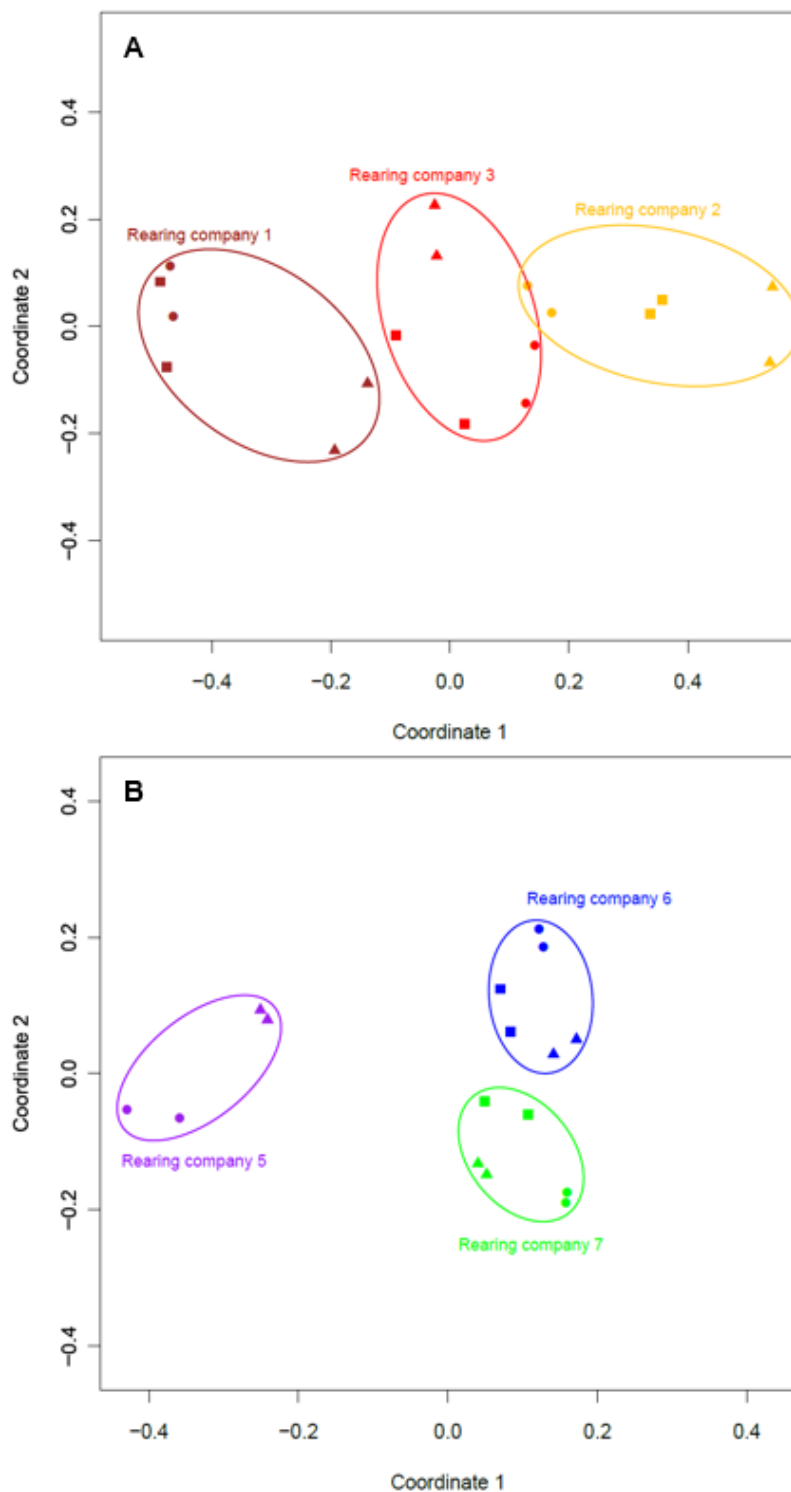 A
Rearing company 3
Rearing company 2
Rearing company 1
0.4
0.2
0.0
−0.2
−0.4
Coordinate 2
−0.4 −0.2 0.0 0.2 0.4
Coordinate 1
B
Rearing company 6
Rearing company 5
Rearing company 7
0.4
0.2
0.0
−0.2
−0.4
Coordinate 2
−0.4 −0.2 0.0 0.2 0.4
Coordinate 1